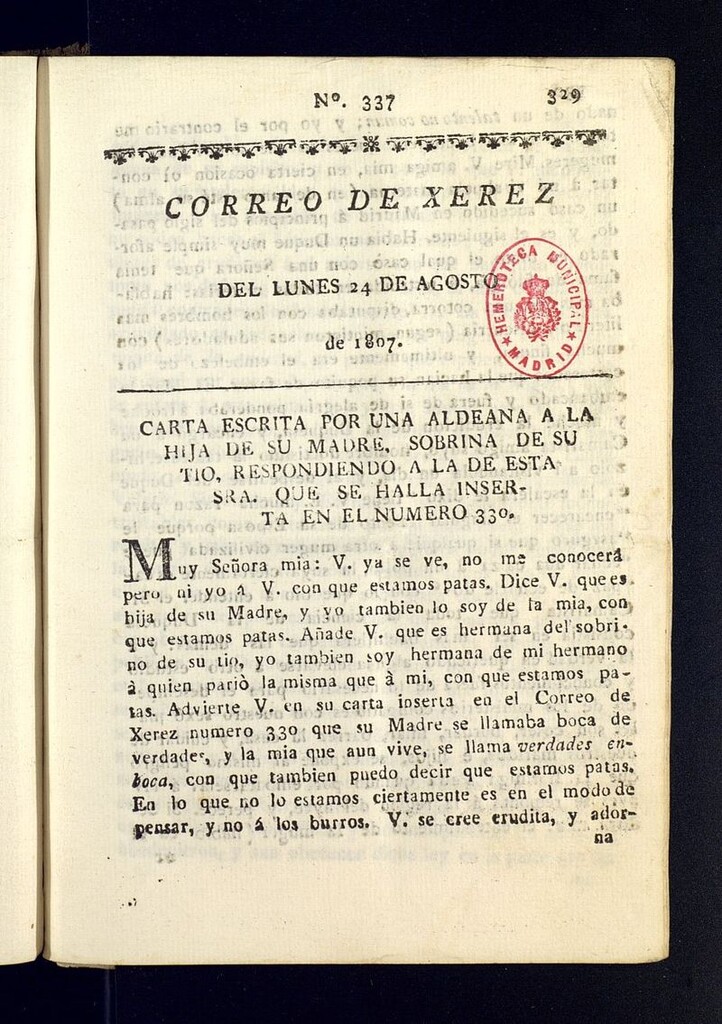 Nº. 337
329
CORREO DE XEREZ
DEL LUNES 24 DE AGOSTO
de 1807.
HEMEROTECA MUNICIPAL
★ MADRID ★
CARTA ESCRITA POR UNA ALDEANA A LA
HIJA DE SU MADRE, SOBRINA DE SU
TIO, RESPONDIENDO A LA DE ESTA
SRA. QUE SE HALLA INSER-
TA EN EL NUMERO 330.
Muy Señora mia: V. ya se ve, no me conocerá
pero ni yo á V. con que estamos patas. Dice V. que es
hija de su Madre, y yo tambien lo soy de la mia, con
que estamos patas. Añade V. que es hermana del sobri-
no de su tio, yo tambien soy hermana de mi hermano
à quien pariò la misma que à mi, con que estamos pa-
tas. Advierte V. en su carta inserta en el Correo de
Xerez numero 330 que su Madre se llamaba boca de
verdades, y la mia que aun vive, se llama verdades en-
boca, con que tambien puedo decir que estamos patas.
En lo que no lo estamos ciertamente es en el modo de
pensar, y no á los burros. V. se cree erudita, y ador-
na